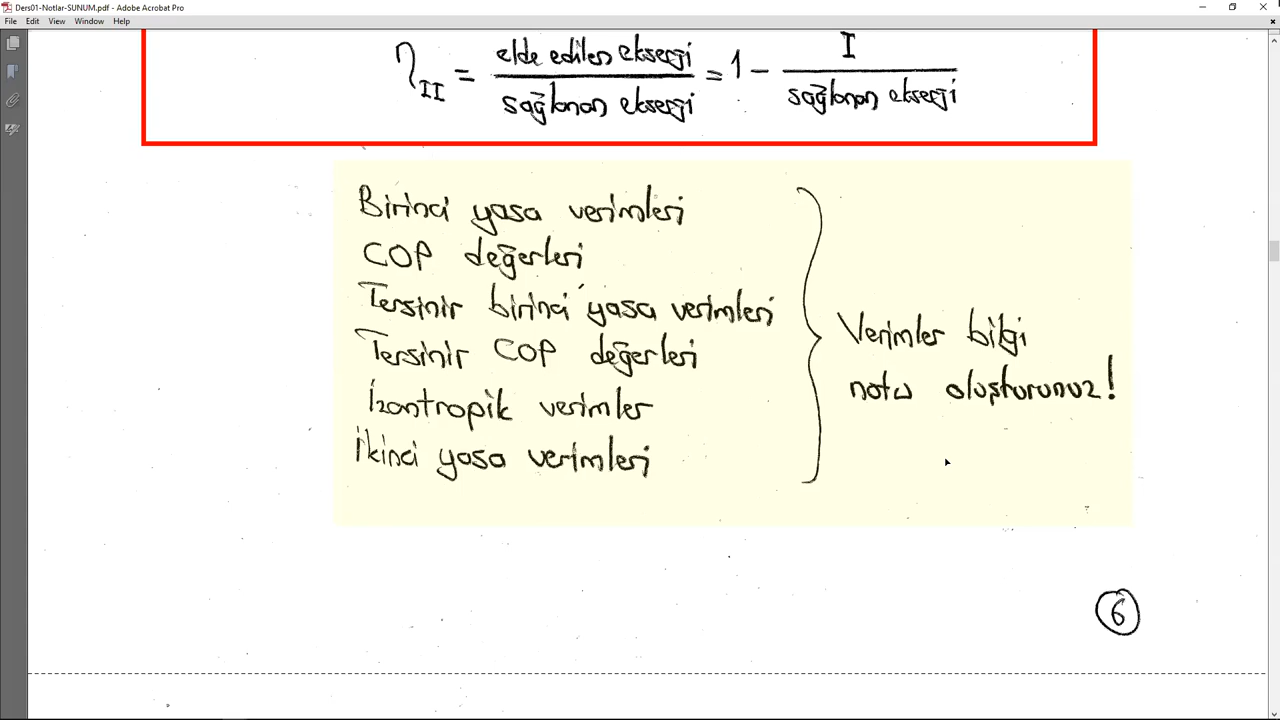 Ders01-Notlar-SUNUM.pdf - Adobe Acrobat Pro
File Edit View Window Help
η_II = elde edilen ekserji / sağlanan ekserji = 1 - I / sağlanan ekserji
Birinci yasa verimleri
COP değerleri
Tersinir birinci yasa verimleri
Tersinir COP değerleri
İzontropik verimler
İkinci yasa verimleri
Verimler bilgi
notu oluşturunuz!
6